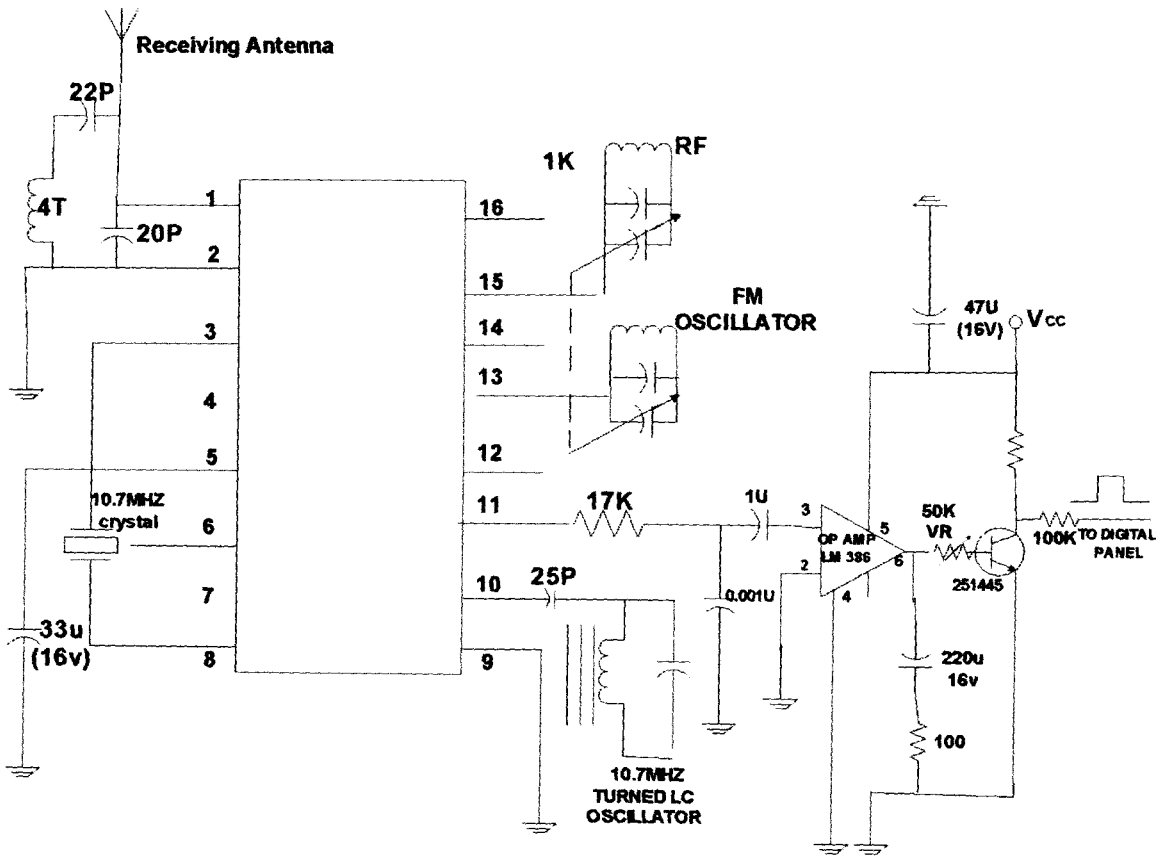 Receiving Antenna
22P
4T
20P
1
2
3
4
5
6
7
8
10.7MHZ
crystal
33u
(16v)
16
15
14
13
12
11
10
9
1K
RF
FM
OSCILLATOR
17K
1U
0.001U
25P
10.7MHZ
TURNED LC
OSCILLATOR
47U
(16V)
Vcc
3
2
OP AMP
LM 386
5
6
4
50K
VR
251445
100K
TO DIGITAL
PANEL
220u
16v
100